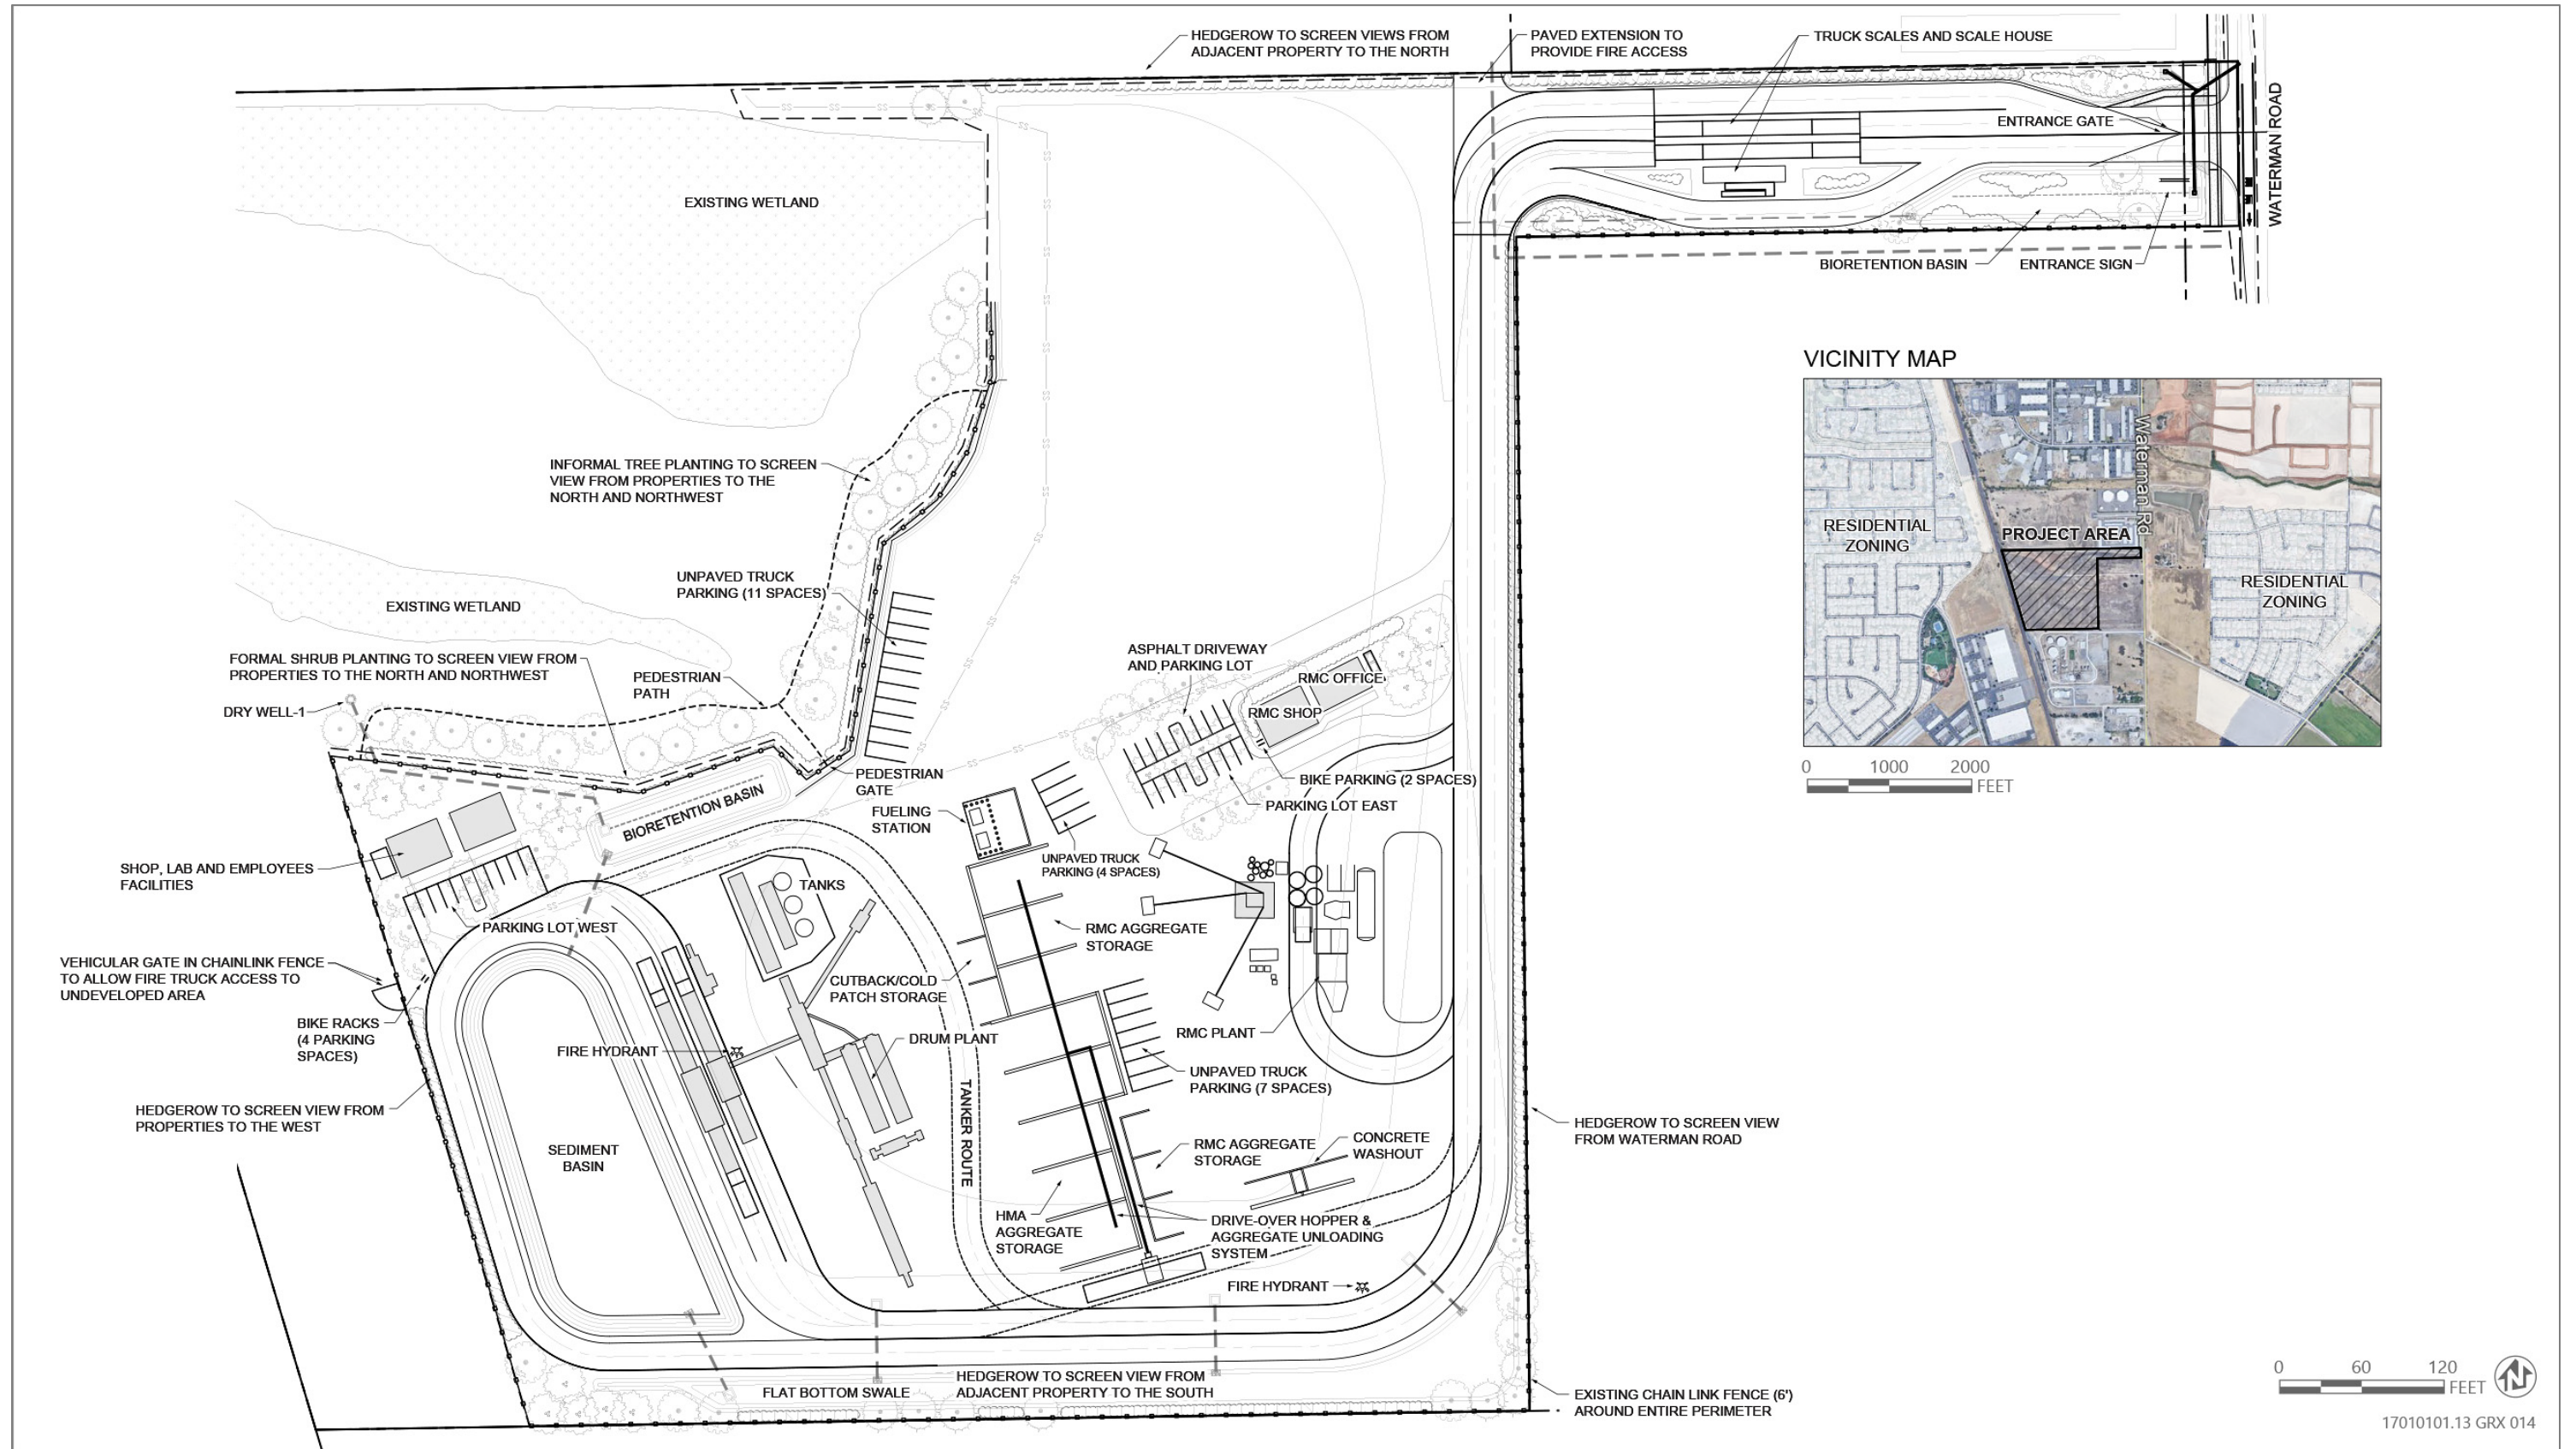 HEDGEROW TO SCREEN VIEWS FROM
ADJACENT PROPERTY TO THE NORTH
PAVED EXTENSION TO
PROVIDE FIRE ACCESS
TRUCK SCALES AND SCALE HOUSE
ENTRANCE GATE
WATERMAN ROAD
EXISTING WETLAND
BIORETENTION BASIN
ENTRANCE SIGN
VICINITY MAP
Waterman Rd
RESIDENTIAL
ZONING
PROJECT AREA
RESIDENTIAL
ZONING
0 1000 2000
FEET
INFORMAL TREE PLANTING TO SCREEN
VIEW FROM PROPERTIES TO THE
NORTH AND NORTHWEST
UNPAVED TRUCK
PARKING (11 SPACES)
EXISTING WETLAND
FORMAL SHRUB PLANTING TO SCREEN VIEW FROM
PROPERTIES TO THE NORTH AND NORTHWEST
PEDESTRIAN
PATH
DRY WELL-1
ASPHALT DRIVEWAY
AND PARKING LOT
RMC OFFICE
RMC SHOP
PEDESTRIAN
GATE
BIKE PARKING (2 SPACES)
PARKING LOT EAST
BIORETENTION BASIN
FUELING
STATION
UNPAVED TRUCK
PARKING (4 SPACES)
SHOP, LAB AND EMPLOYEES
FACILITIES
TANKS
PARKING LOT WEST
RMC AGGREGATE
STORAGE
VEHICULAR GATE IN CHAINLINK FENCE
TO ALLOW FIRE TRUCK ACCESS TO
UNDEVELOPED AREA
CUTBACK/COLD
PATCH STORAGE
BIKE RACKS
(4 PARKING
SPACES)
FIRE HYDRANT
DRUM PLANT
RMC PLANT
UNPAVED TRUCK
PARKING (7 SPACES)
TANKER ROUTE
HEDGEROW TO SCREEN VIEW FROM
PROPERTIES TO THE WEST
SEDIMENT
BASIN
RMC AGGREGATE
STORAGE
CONCRETE
WASHOUT
HEDGEROW TO SCREEN VIEW
FROM WATERMAN ROAD
HMA
AGGREGATE
STORAGE
DRIVE-OVER HOPPER &
AGGREGATE UNLOADING
SYSTEM
FIRE HYDRANT
FLAT BOTTOM SWALE
HEDGEROW TO SCREEN VIEW FROM
ADJACENT PROPERTY TO THE SOUTH
EXISTING CHAIN LINK FENCE (6')
AROUND ENTIRE PERIMETER
0 60 120
FEET
N
17010101.13 GRX 014